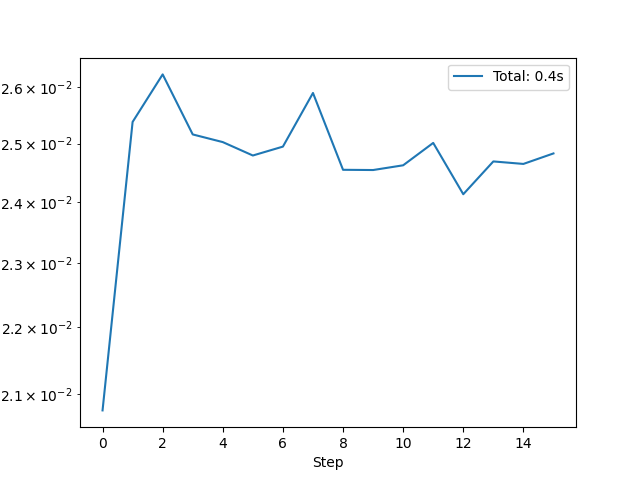 Total: 0.4s
2.6 × 10⁻²
2.5 × 10⁻²
2.4 × 10⁻²
2.3 × 10⁻²
2.2 × 10⁻²
2.1 × 10⁻²
0 2 4 6 8 10 12 14
Step